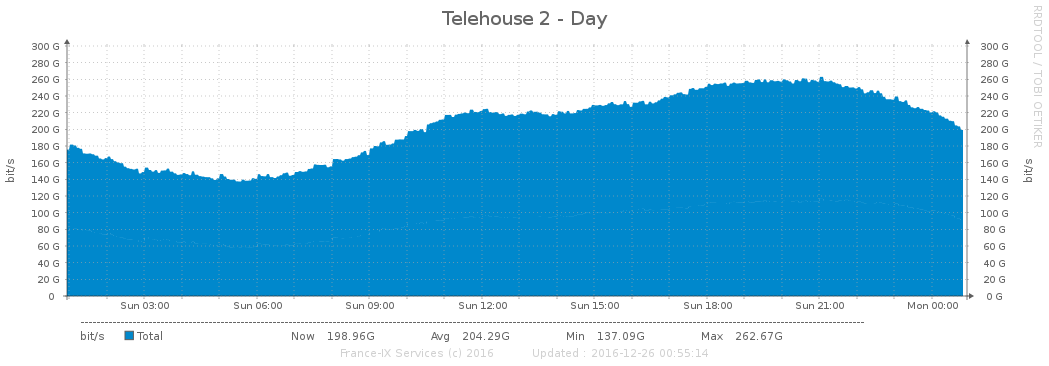 Telehouse 2 - Day
RRDTOOL / TOBI OETIKER
bit/s
300 G 300 G
280 G 280 G
260 G 260 G
240 G 240 G
220 G 220 G
200 G 200 G
180 G 180 G
160 G 160 G
140 G 140 G
120 G 120 G
100 G 100 G
80 G 80 G
60 G 60 G
40 G 40 G
20 G 20 G
0 0 G
bit/s
Sun 03:00 Sun 06:00 Sun 09:00 Sun 12:00 Sun 15:00 Sun 18:00 Sun 21:00 Mon 00:00
bit/s Total Now 198.96G Avg 204.29G Min 137.09G Max 262.67G
France-IX Services (c) 2016 Updated : 2016-12-26 00:55:14